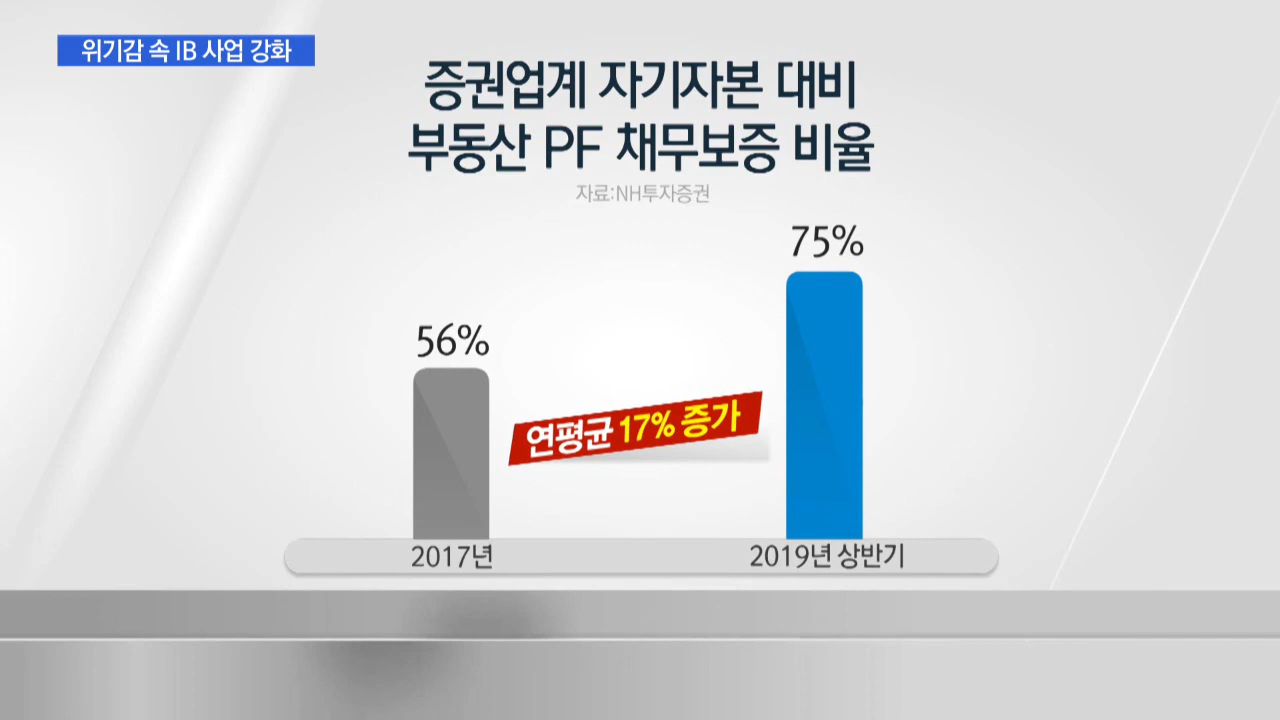 위기감 속 IB 사업 강화
증권업계 자기자본 대비
부동산 PF 채무보증 비율
자료:NH투자증권
75%
56%
연평균 17% 증가
2017년
2019년 상반기